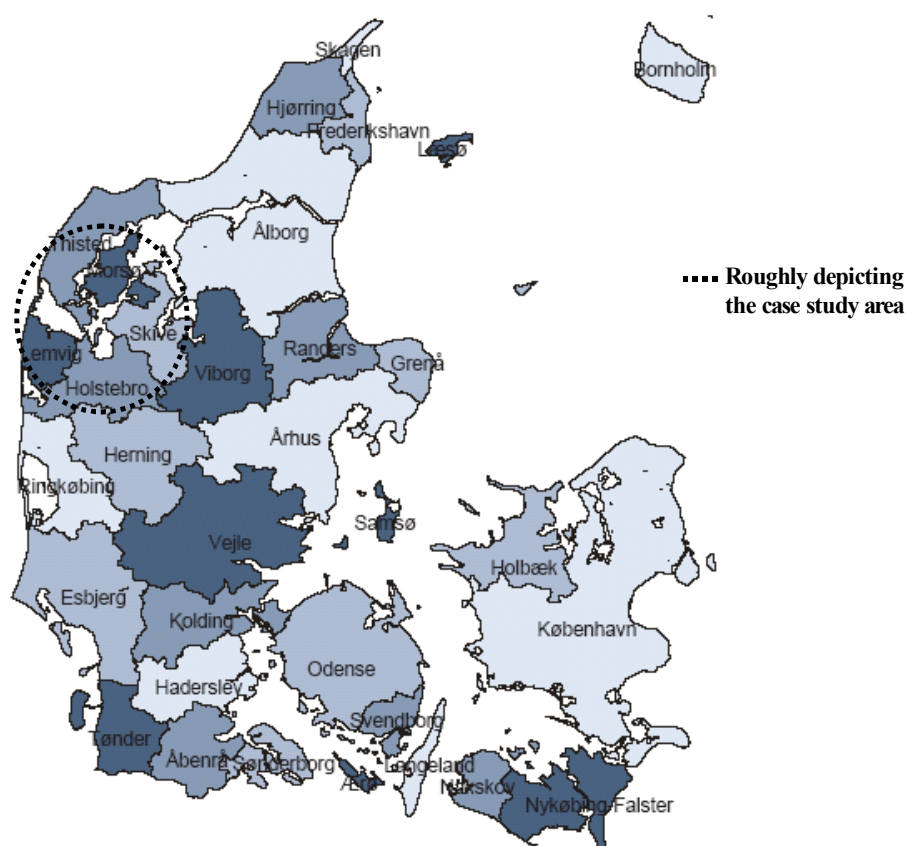 Skagen
Bornholm
Hjørring
Frederikshavn
Læsø
Ålborg
Thisted
Morsø
Roughly depicting
the case study area
Skive
Lemvig
Randers
Grenå
Viborg
Holstebro
Århus
Herning
Ringkøbing
Samsø
Vejle
Holbæk
Esbjerg
Kolding
København
Odense
Haderslev
Svendborg
Tønder
Åbenrå
Sønderborg
Langeland
Ærø
Nakskov
Nykøbing-Falster